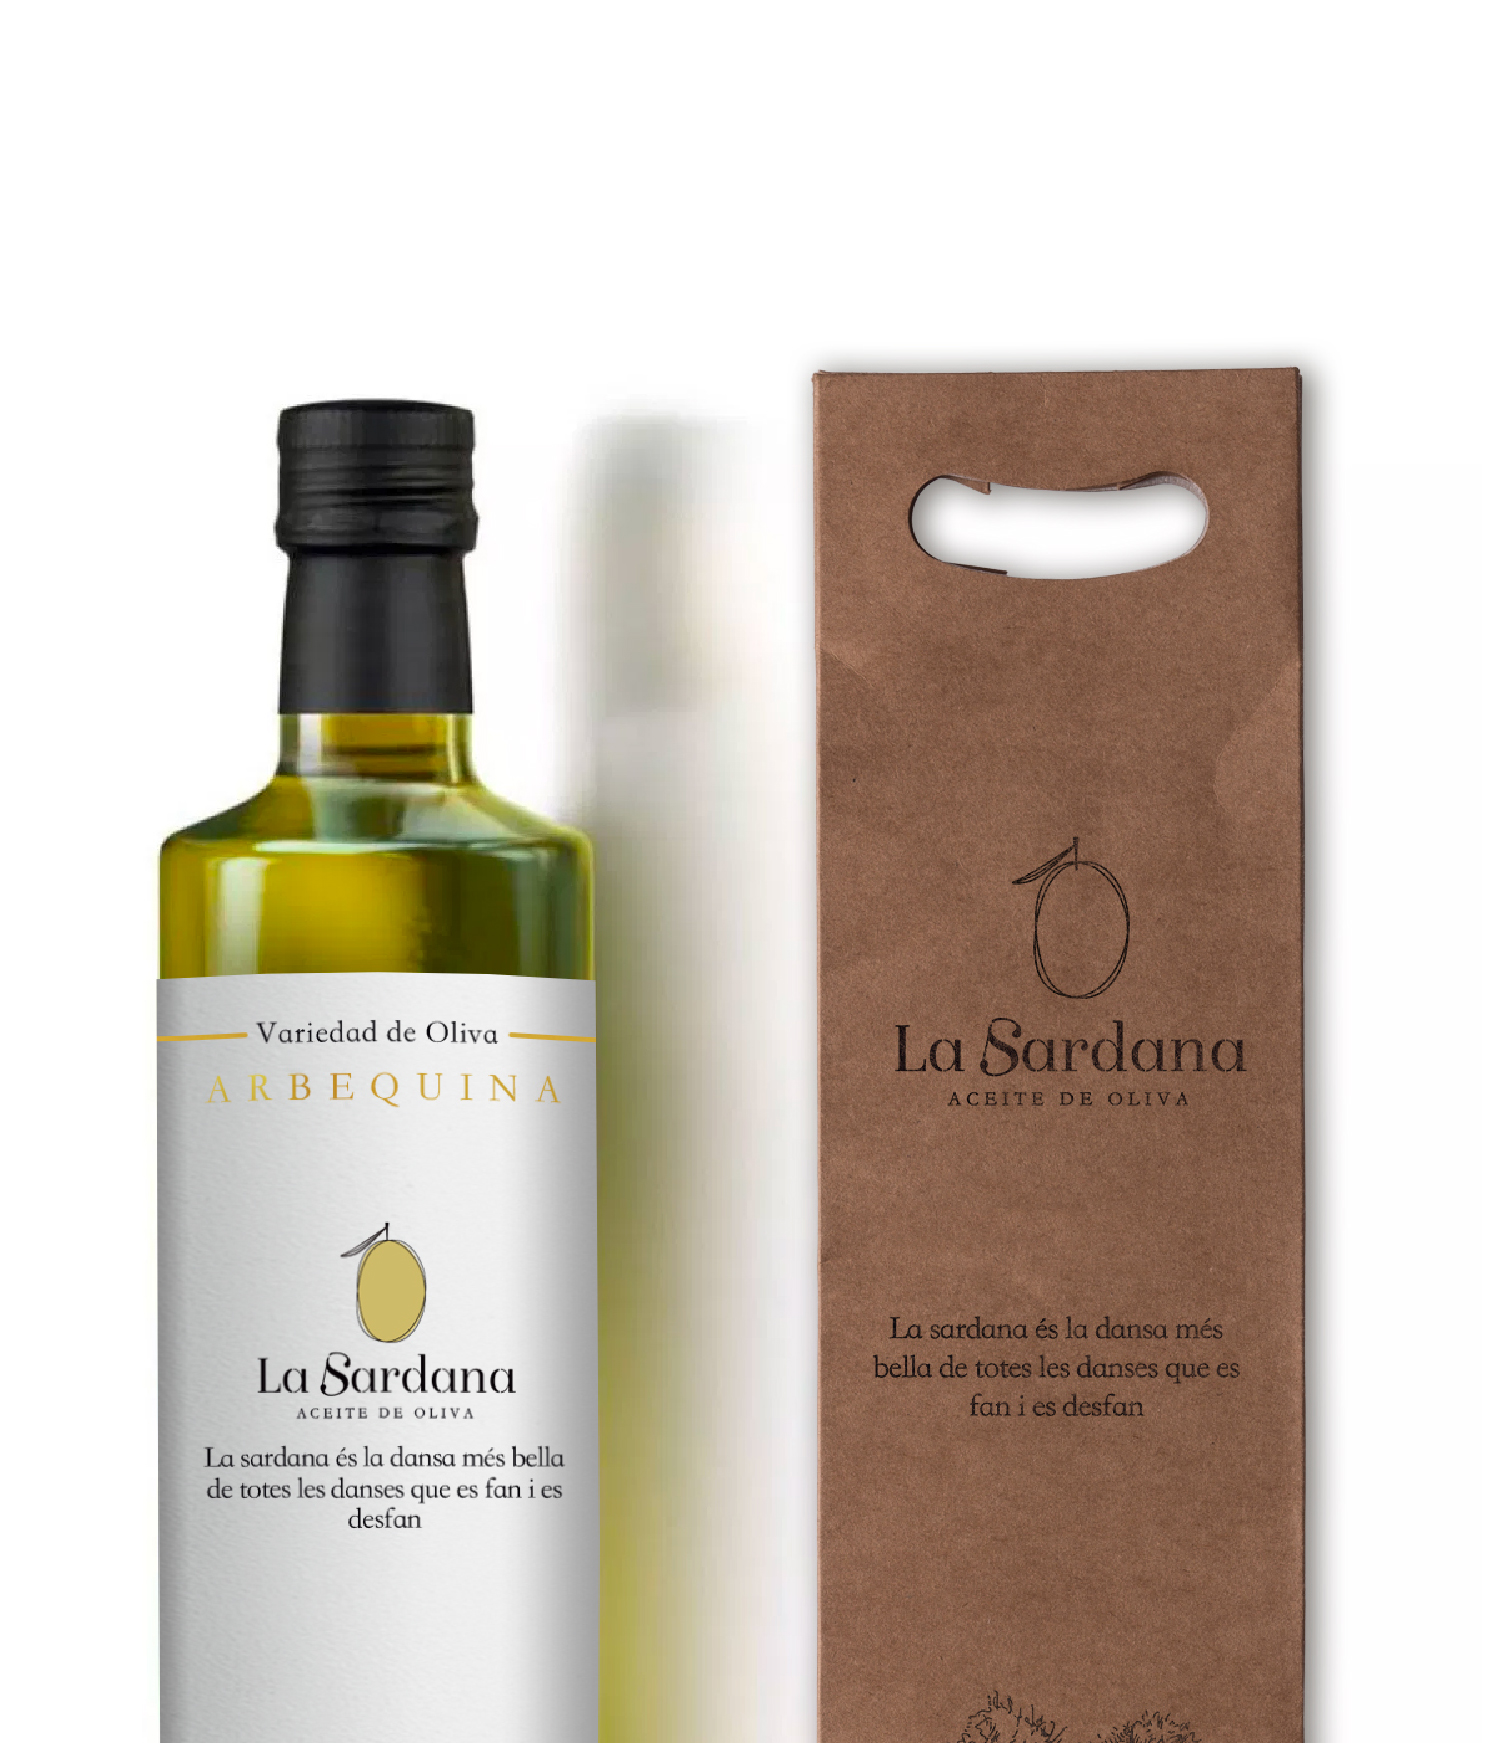 Variedad de Oliva
ARBEQUINA
La Sardana
ACEITE DE OLIVA
La sardana és la dansa més bella
de totes les danses que es fan i es
desfan
La Sardana
ACEITE DE OLIVA
La sardana és la dansa més
bella de totes les danses que es
fan i es desfan